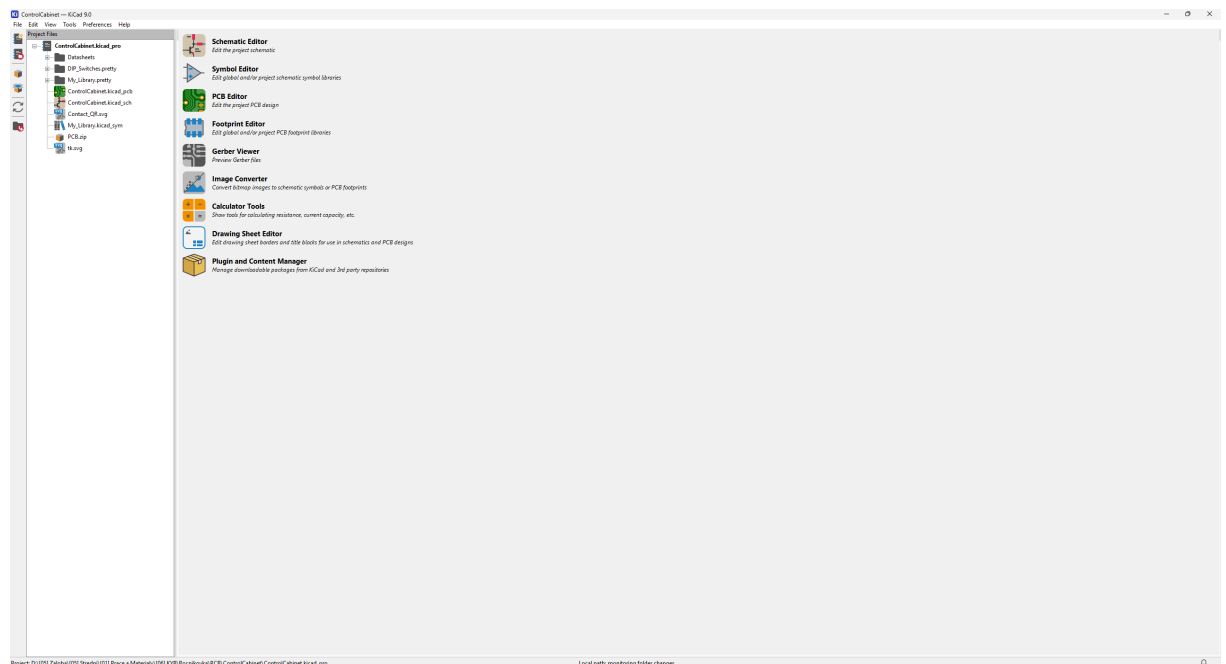 ControlCabinet — KiCad 9.0
File Edit View Tools Preferences Help
Project Files
ControlCabinet.kicad_pro
Datasheets
DIP_Switches.pretty
My_Library.pretty
ControlCabinet.kicad_pcb
ControlCabinet.kicad_sch
Contact_QR.svg
My_Library.kicad_sym
PCB.zip
tk.svg
Schematic Editor
Edit the project schematic
Symbol Editor
Edit global and/or project schematic symbol libraries
PCB Editor
Edit the project PCB design
Footprint Editor
Edit global and/or project PCB footprint libraries
Gerber Viewer
Preview Gerber files
Image Converter
Convert bitmap images to schematic symbols or PCB footprints
Calculator Tools
Show tools for calculating resistance, current capacity, etc.
Drawing Sheet Editor
Edit drawing sheet borders and title blocks for use in schematics and PCB designs
Plugin and Content Manager
Manage downloadable packages from KiCad and 3rd party repositories
Local path: monitoring folder changes